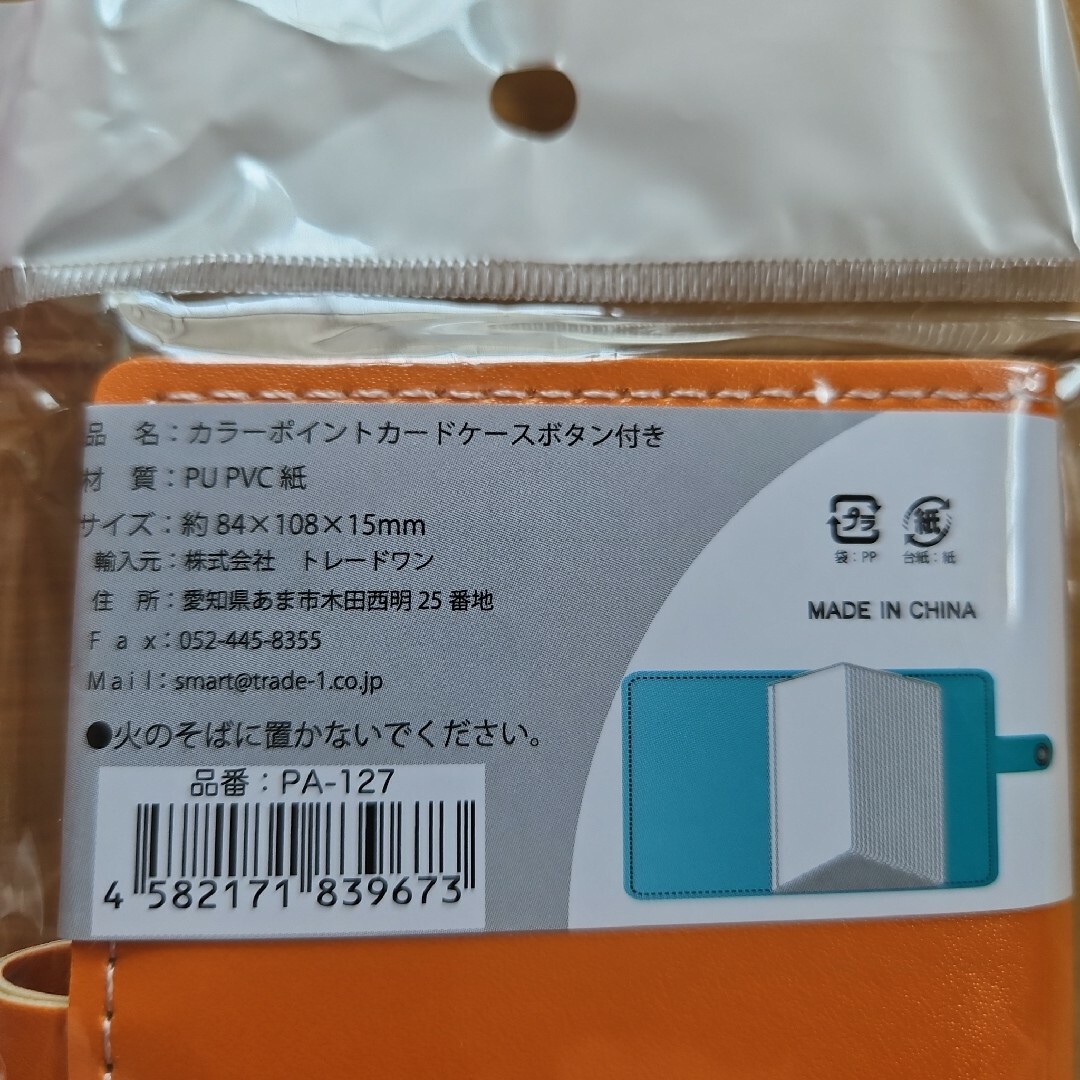 品 名：カラーポイントカードケースボタン付き
材 質：PU PVC 紙
サイズ：約 84×108×15mm
輸入元：株式会社 トレードワン
住 所：愛知県あま市木田西明 25 番地
Fax：052-445-8355
Mail：smart@trade-1.co.jp
●火のそばに置かないでください。
品番：PA-127
4 582171 839673
プラ 紙
袋：PP 台紙：紙
MADE IN CHINA